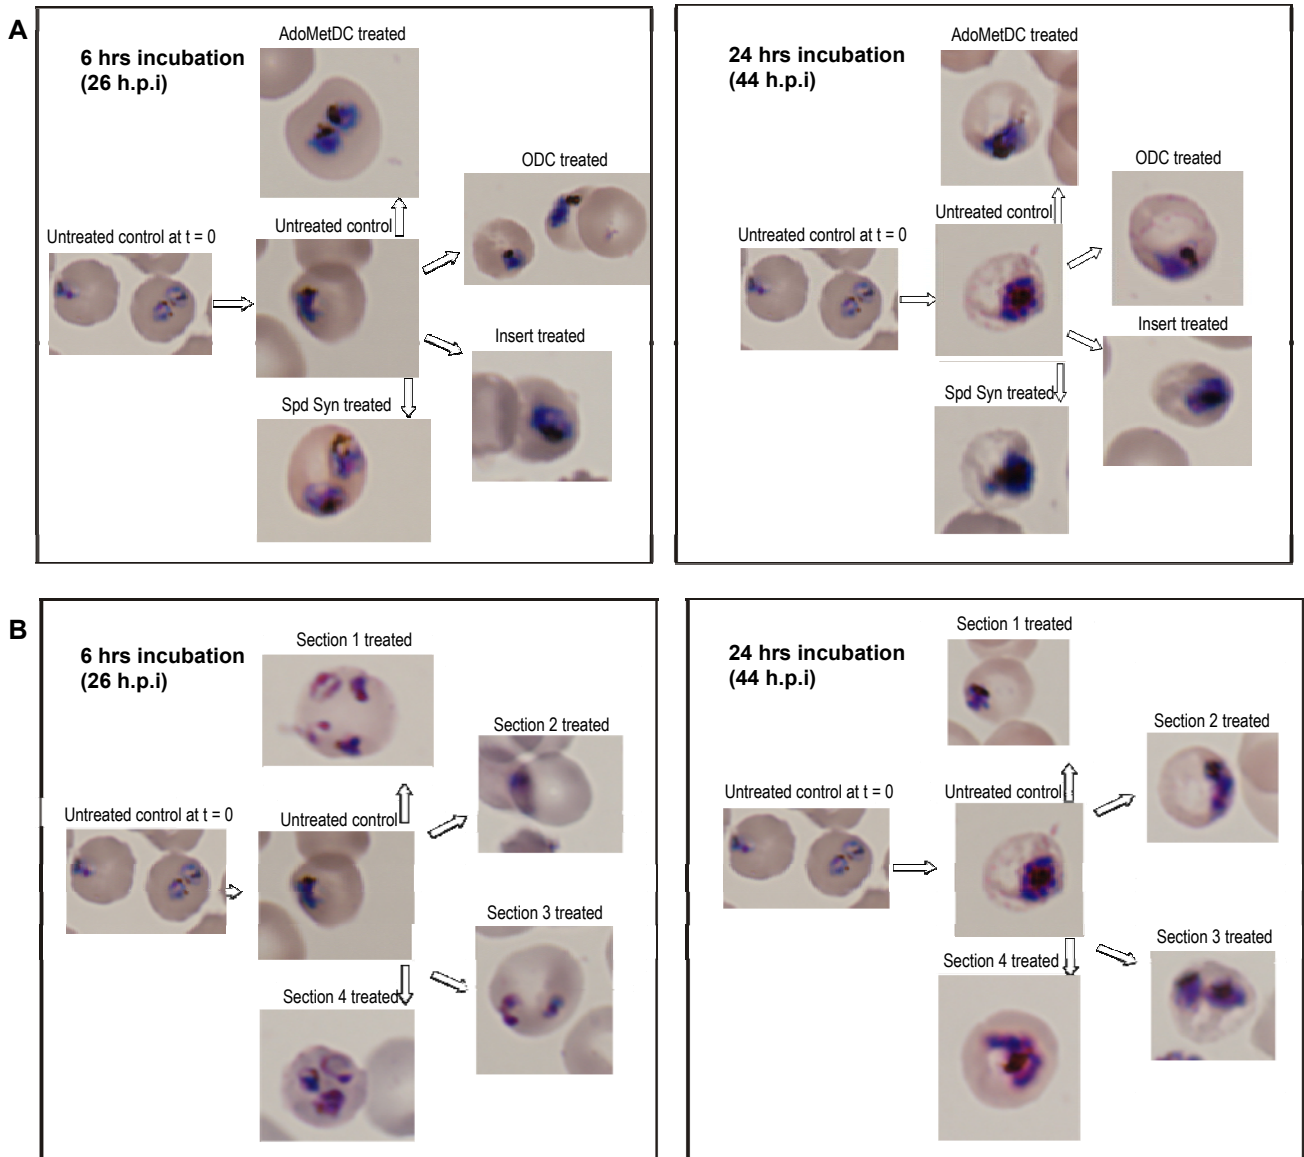 A
6 hrs incubation
(26 h.p.i)
AdoMetDC treated
ODC treated
Untreated control
Untreated control at t = 0
Insert treated
Spd Syn treated
24 hrs incubation
(44 h.p.i)
AdoMetDC treated
ODC treated
Untreated control
Untreated control at t = 0
Insert treated
Spd Syn treated
B
6 hrs incubation
(26 h.p.i)
Section 1 treated
Section 2 treated
Untreated control at t = 0
Untreated control
Section 3 treated
Section 4 treated
24 hrs incubation
(44 h.p.i)
Section 1 treated
Section 2 treated
Untreated control at t = 0
Untreated control
Section 3 treated
Section 4 treated